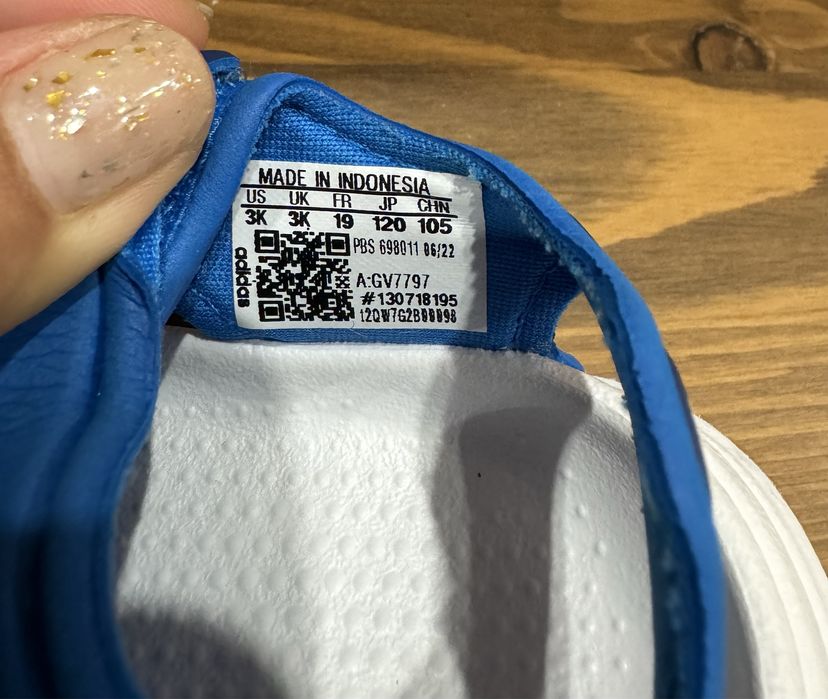 MADE IN INDONESIA
US UK FR JP CHN
3K 3K 19 120 105
PBS 698011 06/22
adidas
A:GV7797
#130718195